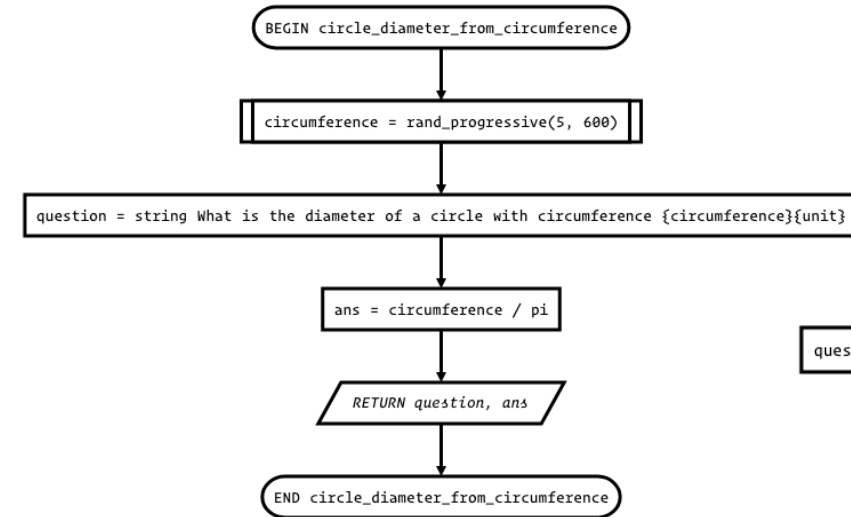 BEGIN circle_diameter_from_circumference
circumference = rand_progressive(5, 600)
question = string What is the diameter of a circle with circumference {circumference}{unit}
ans = circumference / pi
ques
RETURN question, ans
END circle_diameter_from_circumference